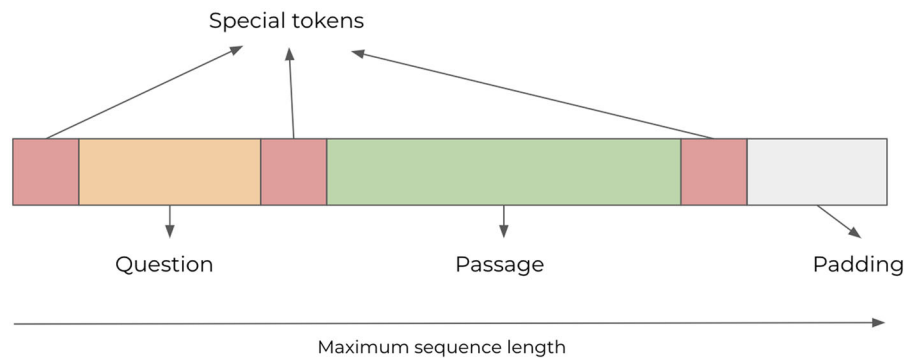 Special tokens
Question
Passage
Padding
Maximum sequence length